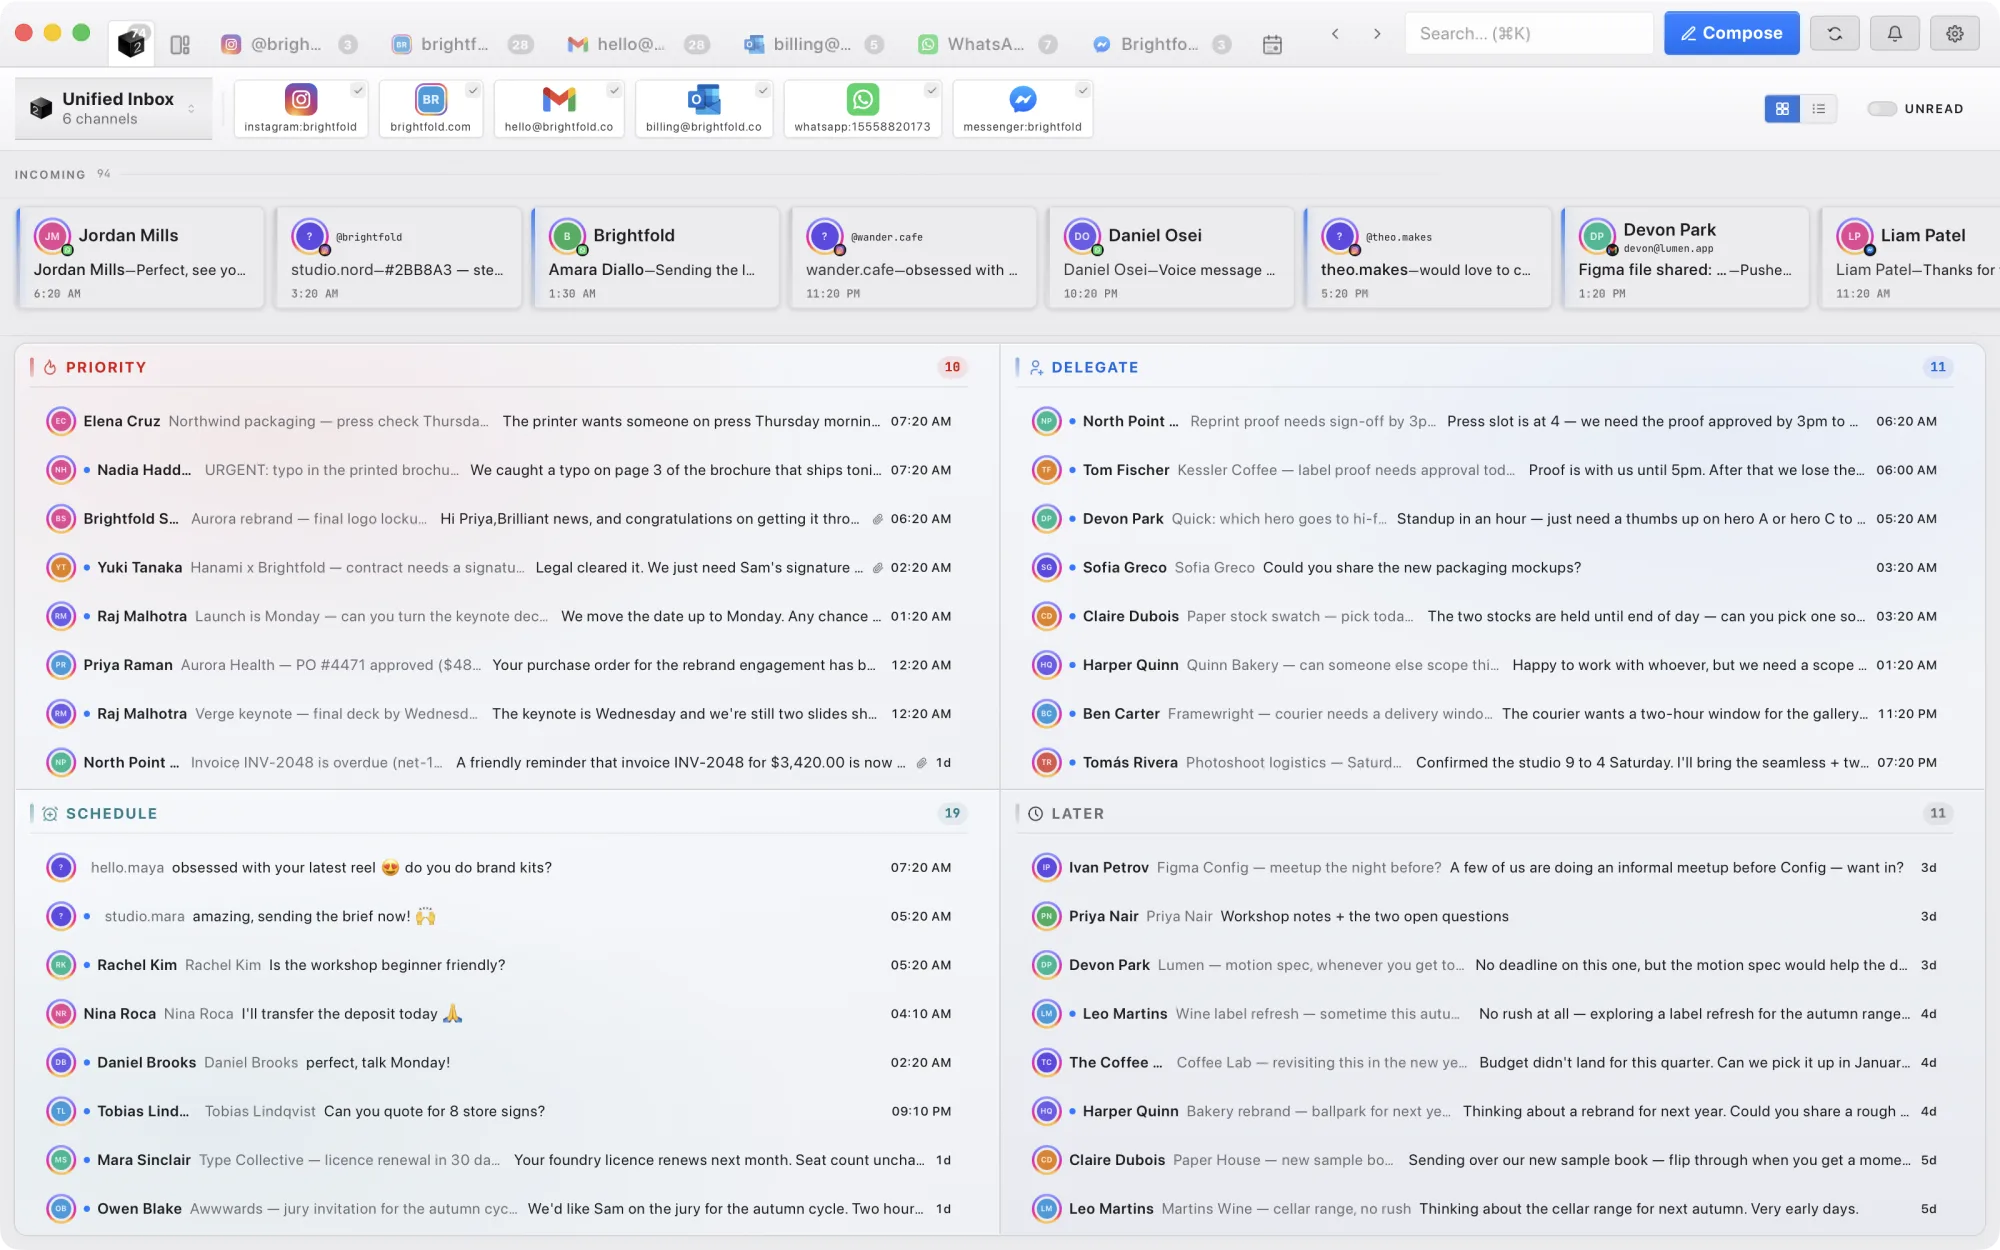 74
2
@brigh... 3
BR brightf... 28
hello@... 28
billing@... 5
WhatsA... 7
Brightfo... 3
Search... (⌘K)
Compose
Unified Inbox
6 channels
instagram:brightfold
BR
brightfold.com
hello@brightfold.co
billing@brightfold.co
whatsapp:15558820173
messenger:brightfold
UNREAD
INCOMING 94
JM Jordan Mills
Jordan Mills—Perfect, see yo...
6:20 AM
? @brightfold
studio.nord—#2BB8A3 — ste...
3:20 AM
B Brightfold
Amara Diallo—Sending the l...
1:30 AM
? @wander.cafe
wander.cafe—obsessed with ...
11:20 PM
DO Daniel Osei
Daniel Osei—Voice message ...
10:20 PM
? @theo.makes
theo.makes—would love to c...
5:20 PM
DP Devon Park
devon@lumen.app
Figma file shared: ... —Pushe...
1:20 PM
LP Liam Patel
Liam Patel—Thanks for
11:20 AM
PRIORITY 10
EC Elena Cruz Northwind packaging — press check Thursda... The printer wants someone on press Thursday mornin... 07:20 AM
NH Nadia Hadd... URGENT: typo in the printed brochu... We caught a typo on page 3 of the brochure that ships toni... 07:20 AM
BS Brightfold S... Aurora rebrand — final logo locku... Hi Priya,Brilliant news, and congratulations on getting it thro... 06:20 AM
YT Yuki Tanaka Hanami x Brightfold — contract needs a signatu... Legal cleared it. We just need Sam's signature ... 02:20 AM
RM Raj Malhotra Launch is Monday — can you turn the keynote dec... We move the date up to Monday. Any chance ... 01:20 AM
PR Priya Raman Aurora Health — PO #4471 approved ($48... Your purchase order for the rebrand engagement has b... 12:20 AM
RM Raj Malhotra Verge keynote — final deck by Wednesd... The keynote is Wednesday and we're still two slides sh... 12:20 AM
NP North Point ... Invoice INV-2048 is overdue (net-1... A friendly reminder that invoice INV-2048 for $3,420.00 is now ... 1d
DELEGATE 11
NP North Point ... Reprint proof needs sign-off by 3p... Press slot is at 4 — we need the proof approved by 3pm to ... 06:20 AM
TF Tom Fischer Kessler Coffee — label proof needs approval tod... Proof is with us until 5pm. After that we lose the... 06:00 AM
DP Devon Park Quick: which hero goes to hi-f... Standup in an hour — just need a thumbs up on hero A or hero C to ... 05:20 AM
SG Sofia Greco Sofia Greco Could you share the new packaging mockups? 03:20 AM
CD Claire Dubois Paper stock swatch — pick toda... The two stocks are held until end of day — can you pick one so... 03:20 AM
HQ Harper Quinn Quinn Bakery — can someone else scope thi... Happy to work with whoever, but we need a scope ... 01:20 AM
BC Ben Carter Framewright — courier needs a delivery windo... The courier wants a two-hour window for the gallery... 11:20 PM
TR Tomás Rivera Photoshoot logistics — Saturd... Confirmed the studio 9 to 4 Saturday. I'll bring the seamless + tw... 07:20 PM
SCHEDULE 19
? hello.maya obsessed with your latest reel 😍 do you do brand kits? 07:20 AM
? studio.mara amazing, sending the brief now! 🙌 05:20 AM
RK Rachel Kim Rachel Kim Is the workshop beginner friendly? 05:20 AM
NR Nina Roca Nina Roca I'll transfer the deposit today 🙏 04:10 AM
DB Daniel Brooks Daniel Brooks perfect, talk Monday! 02:20 AM
TL Tobias Lind... Tobias Lindqvist Can you quote for 8 store signs? 09:10 PM
MS Mara Sinclair Type Collective — licence renewal in 30 da... Your foundry licence renews next month. Seat count uncha... 1d
OB Owen Blake Awwwards — jury invitation for the autumn cyc... We'd like Sam on the jury for the autumn cycle. Two hour... 1d
LATER 11
IP Ivan Petrov Figma Config — meetup the night before? A few of us are doing an informal meetup before Config — want in? 3d
PN Priya Nair Priya Nair Workshop notes + the two open questions 3d
DP Devon Park Lumen — motion spec, whenever you get to... No deadline on this one, but the motion spec would help the d... 3d
LM Leo Martins Wine label refresh — sometime this autu... No rush at all — exploring a label refresh for the autumn range... 4d
TC The Coffee ... Coffee Lab — revisiting this in the new ye... Budget didn't land for this quarter. Can we pick it up in Januar... 4d
HQ Harper Quinn Bakery rebrand — ballpark for next ye... Thinking about a rebrand for next year. Could you share a rough ... 4d
CD Claire Dubois Paper House — new sample bo... Sending over our new sample book — flip through when you get a mome... 5d
LM Leo Martins Martins Wine — cellar range, no rush Thinking about the cellar range for next autumn. Very early days. 5d